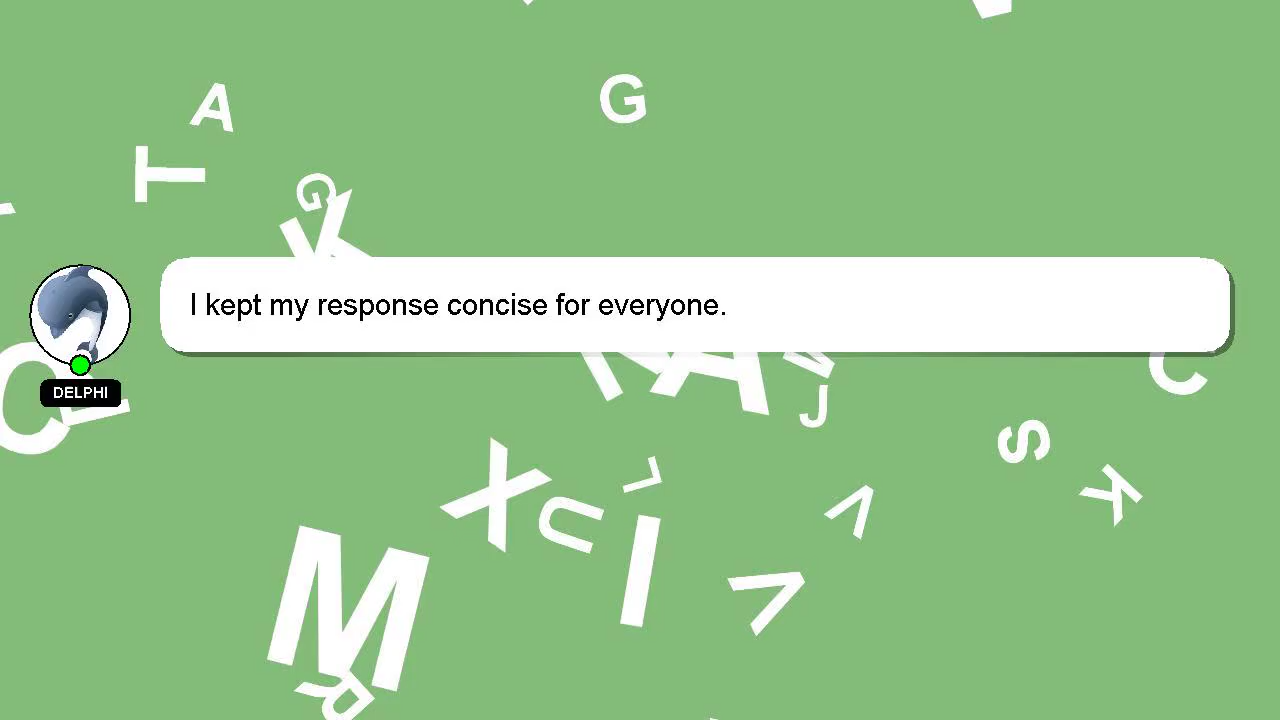 I kept my response concise for everyone.
DELPHI
A
G
T
G
K
A
J
C
C
S
X
L
K
U
V
I
V
M
R